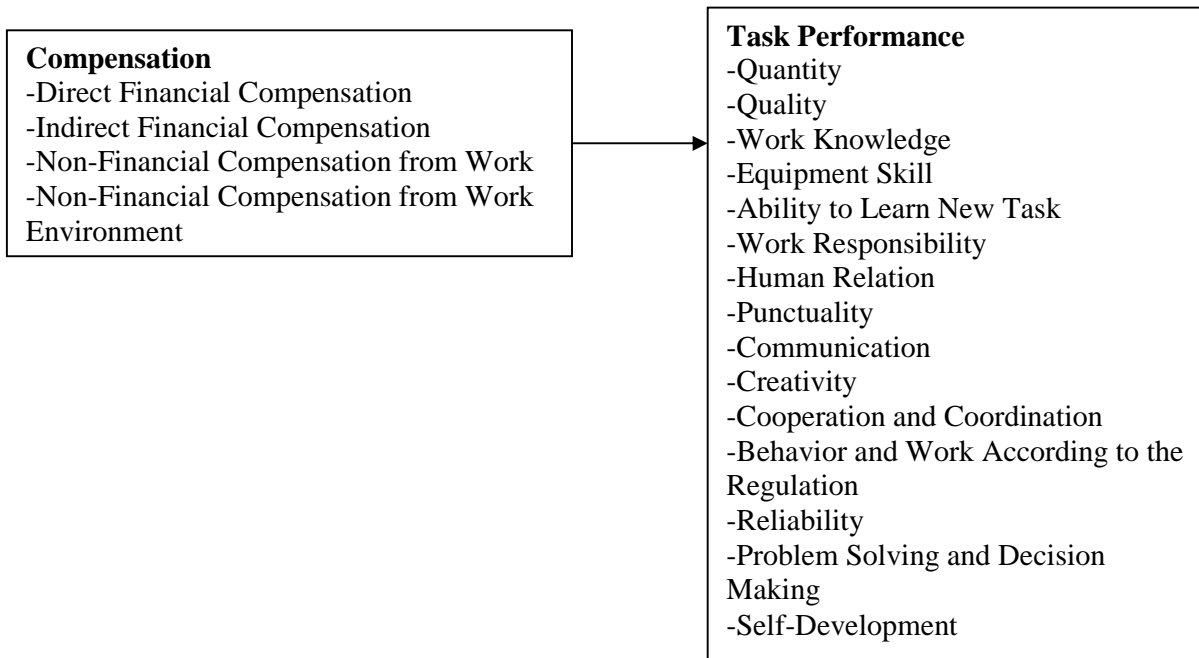 Compensation
-Direct Financial Compensation
-Indirect Financial Compensation
-Non-Financial Compensation from Work
-Non-Financial Compensation from Work
Environment
Task Performance
-Quantity
-Quality
-Work Knowledge
-Equipment Skill
-Ability to Learn New Task
-Work Responsibility
-Human Relation
-Punctuality
-Communication
-Creativity
-Cooperation and Coordination
-Behavior and Work According to the
Regulation
-Reliability
-Problem Solving and Decision
Making
-Self-Development